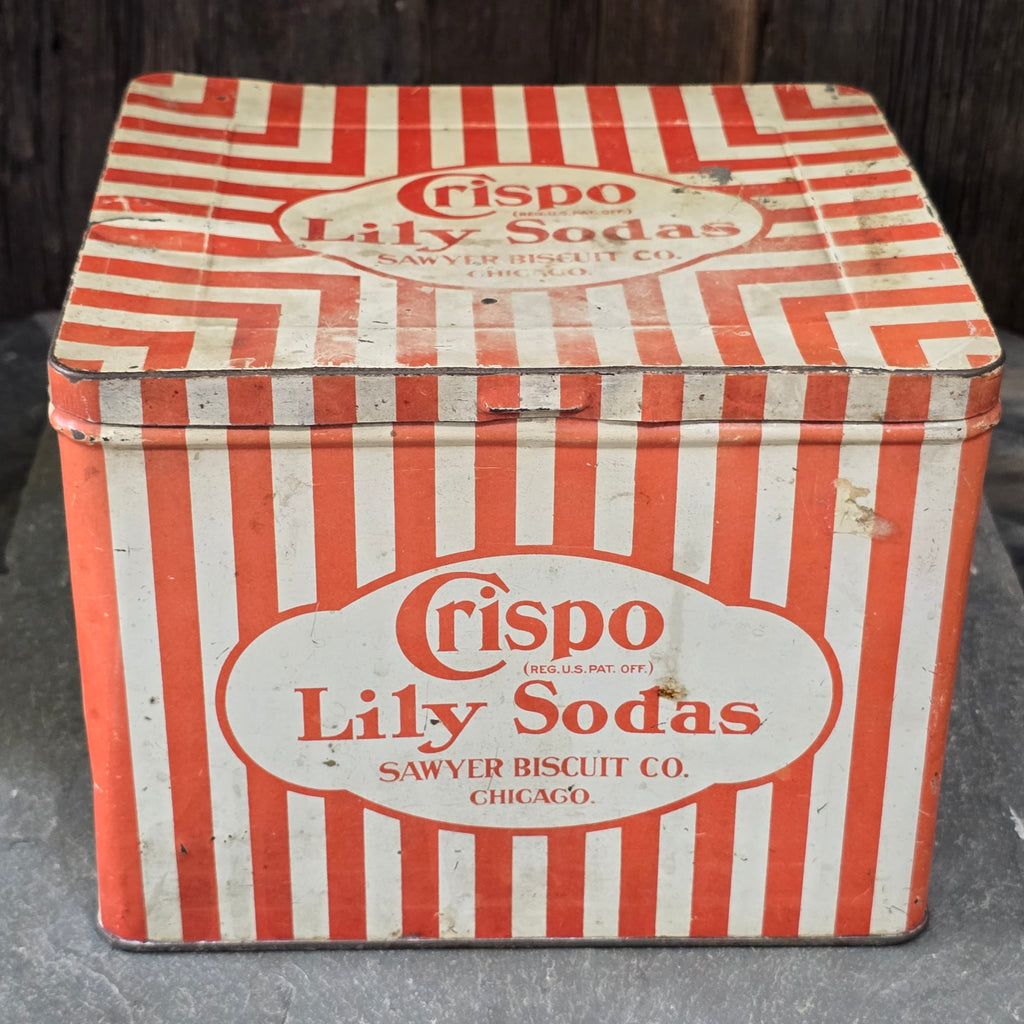 Crispo
(REG. U.S. PAT. OFF.)
Lily Sodas
SAWYER BISCUIT CO.
CHICAGO.
Crispo
(REG. U.S. PAT. OFF.)
Lily Sodas
SAWYER BISCUIT CO.
CHICAGO.